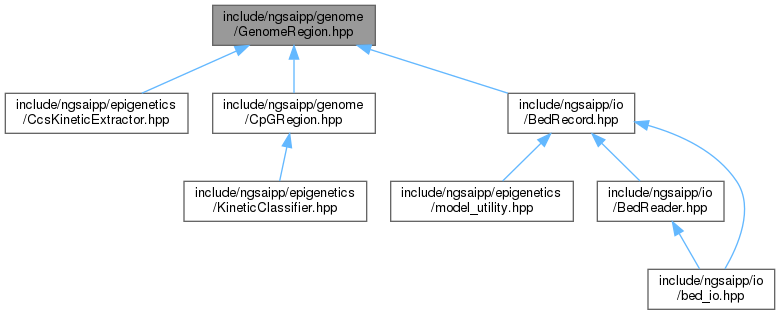 include/ngsaipp/genome
/GenomeRegion.hpp
include/ngsaipp/epigenetics
/CcsKineticExtractor.hpp
include/ngsaipp/genome
/CpGRegion.hpp
include/ngsaipp/io
/BedRecord.hpp
include/ngsaipp/epigenetics
/KineticClassifier.hpp
include/ngsaipp/epigenetics
/model_utility.hpp
include/ngsaipp/io
/BedReader.hpp
include/ngsaipp/io
/bed_io.hpp